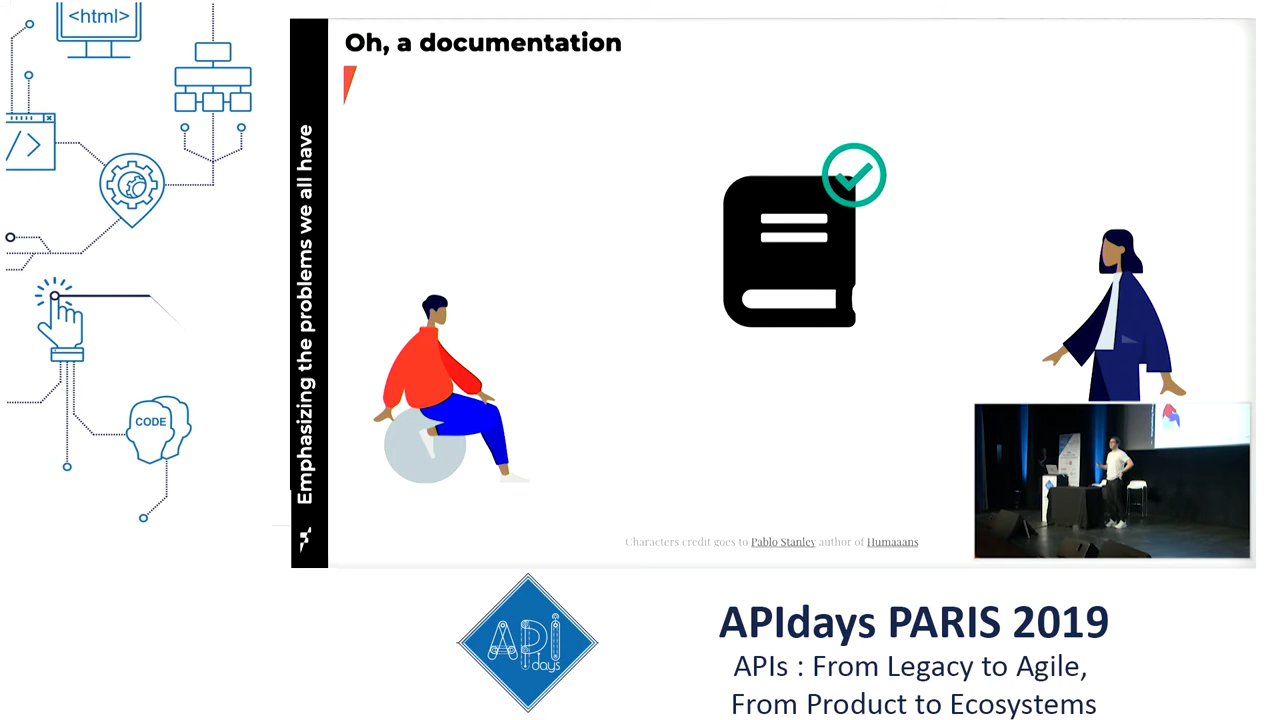 <html>
Oh, a documentation
Emphasizing the problems we all have
</>
CODE
Characters credit goes to Pablo Stanley author of Humaaans
API
days
APIdays PARIS 2019
APIs : From Legacy to Agile,
From Product to Ecosystems